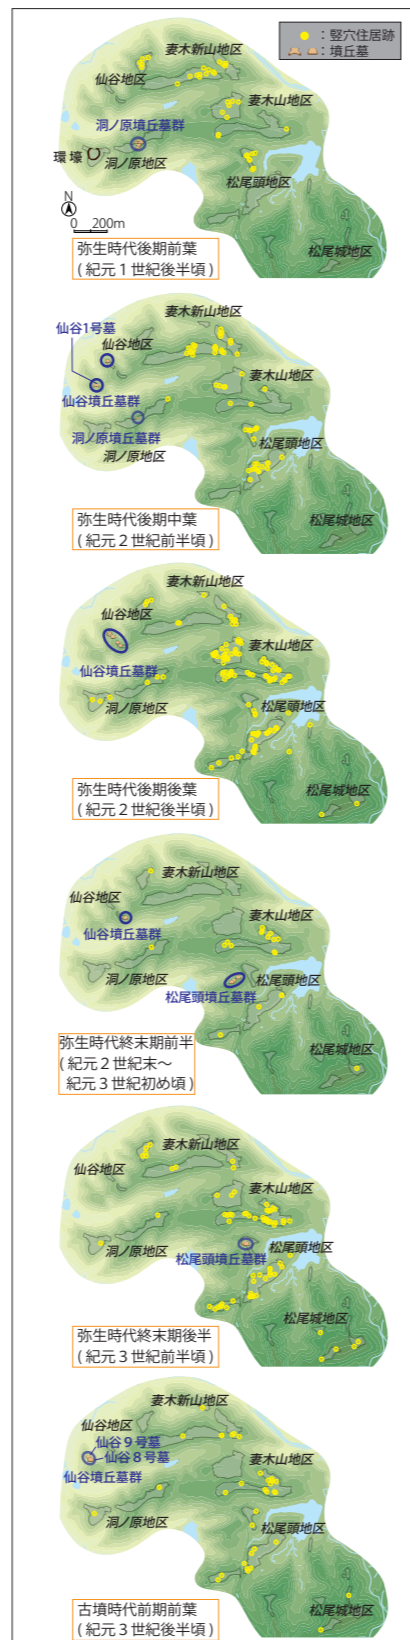 ：竪穴住居跡
：墳丘墓
妻木新山地区
仙谷地区
妻木山地区
洞ノ原墳丘墓群
環壕
洞ノ原地区
松尾頭地区
N
0 200m
松尾城地区
弥生時代後期前葉
(紀元１世紀後半頃)
妻木新山地区
仙谷1号墓
仙谷地区
妻木山地区
仙谷墳丘墓群
洞ノ原墳丘墓群
松尾頭地区
洞ノ原地区
松尾城地区
弥生時代後期中葉
(紀元２世紀前半頃)
妻木新山地区
仙谷地区
妻木山地区
仙谷墳丘墓群
洞ノ原地区
松尾頭地区
松尾城地区
弥生時代後期後葉
(紀元２世紀後半頃)
妻木新山地区
仙谷地区
妻木山地区
仙谷墳丘墓群
洞ノ原地区
松尾頭地区
松尾頭墳丘墓群
弥生時代終末期前半
(紀元２世紀末～
紀元３世紀初め頃)
松尾城地区
妻木新山地区
仙谷地区
妻木山地区
洞ノ原地区
松尾頭地区
松尾頭墳丘墓群
松尾城地区
弥生時代終末期後半
(紀元３世紀前半頃)
妻木新山地区
仙谷地区
仙谷９号墓
仙谷８号墓
妻木山地区
仙谷墳丘墓群
洞ノ原地区
松尾頭地区
松尾城地区
古墳時代前期前葉
(紀元３世紀後半頃)